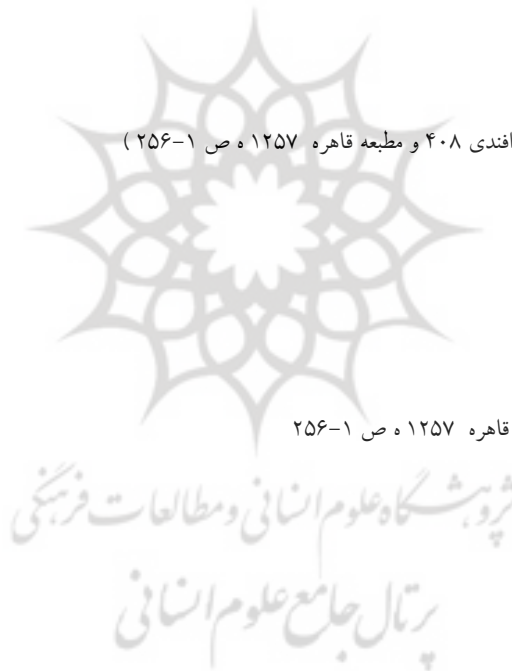 افندی ۴۰۸ و مطبعه قاهره ۱۲۵۷ ه ص ۱-۲۵۶ )
قاهره ۱۲۵۷ ه ص ۱-۲۵۶
پژوهشگاه علوم انسانی و مطالعات فرهنگی
پرتال جامع علوم انسانی